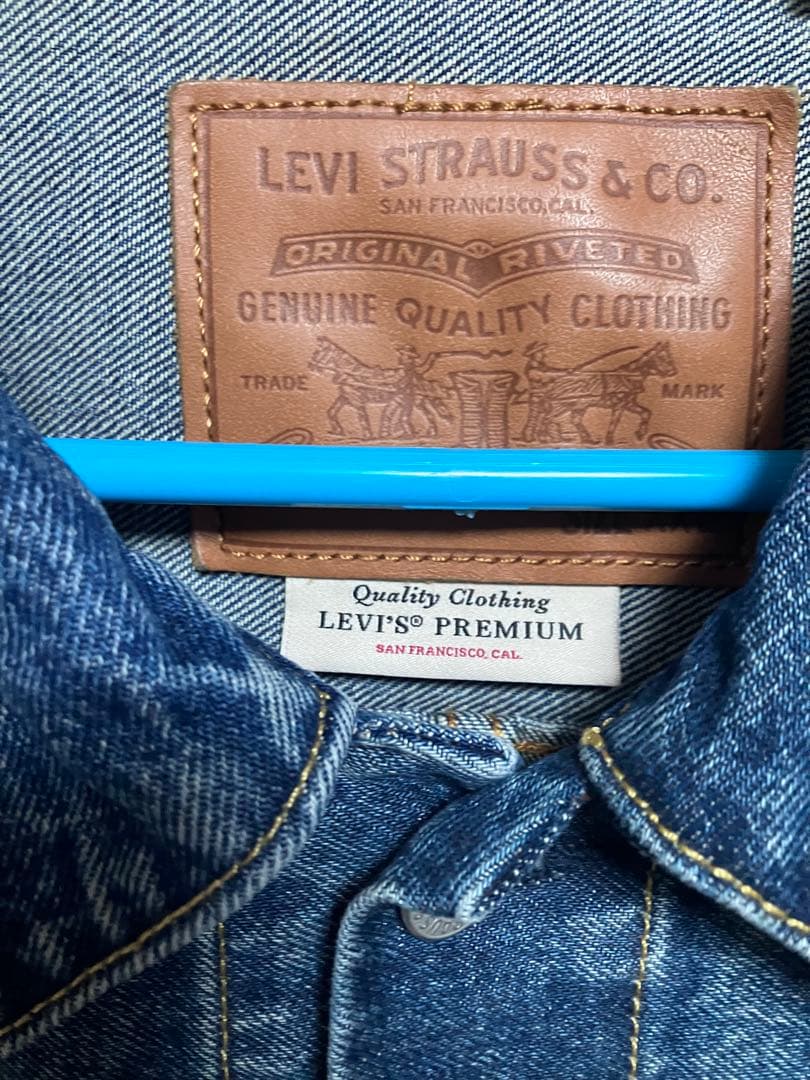 LEVI STRAUSS & CO.
SAN FRANCISCO, CAL.
ORIGINAL RIVETED
GENUINE QUALITY CLOTHING
TRADE MARK
Quality Clothing
LEVI'S® PREMIUM
SAN FRANCISCO, CAL.